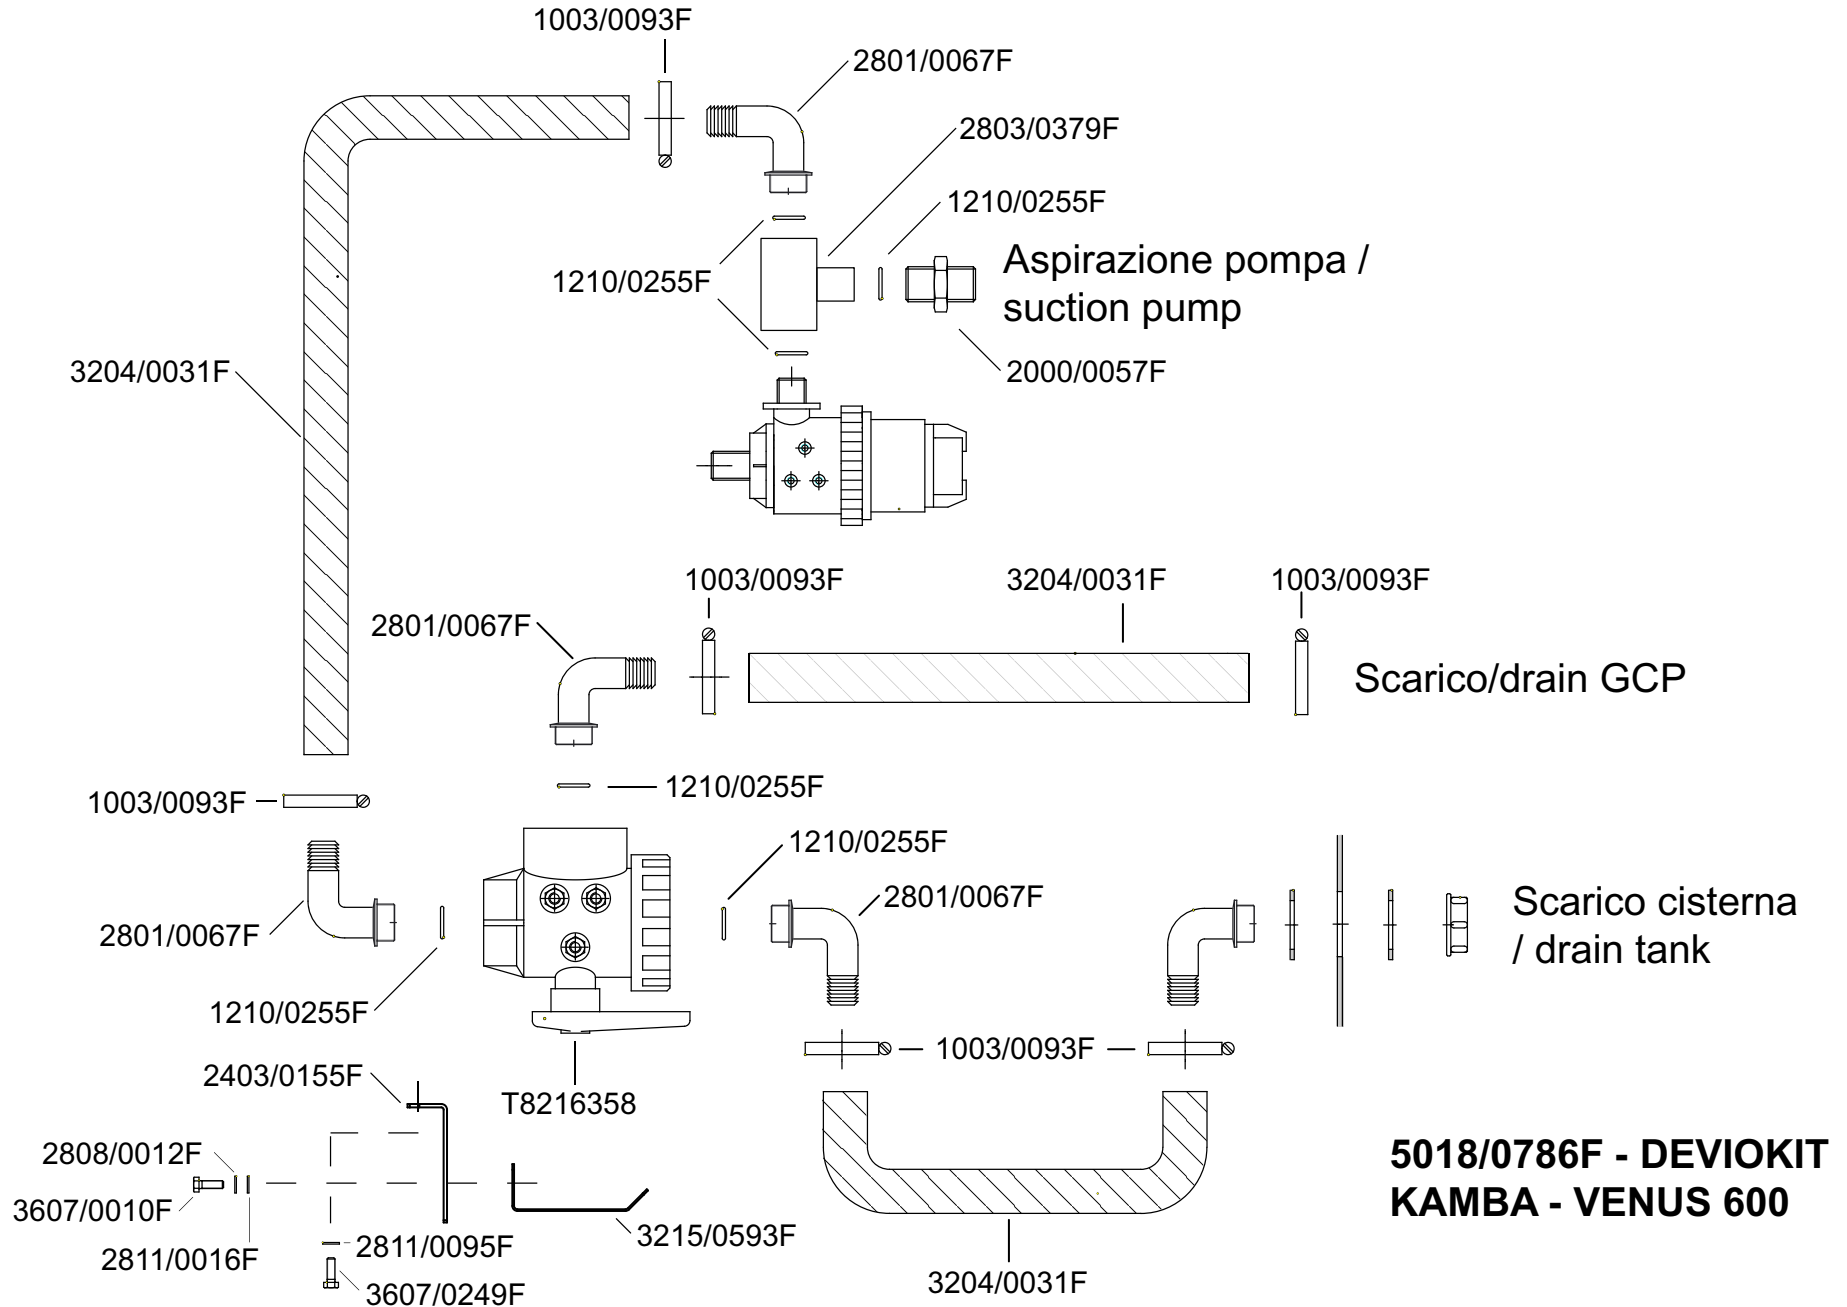 1003/0093F
2801/0067F
2803/0379F
1210/0255F
Aspirazione pompa /
suction pump
1210/0255F
3204/0031F
2000/0057F
1003/0093F
3204/0031F
1003/0093F
2801/0067F
Scarico/drain GCP
1210/0255F
1003/0093F
1210/0255F
2801/0067F
Scarico cisterna
/ drain tank
2801/0067F
1210/0255F
1003/0093F
2403/0155F
T8216358
2808/0012F
3607/0010F
2811/0016F
2811/0095F
3607/0249F
3215/0593F
3204/0031F
5018/0786F - DEVIOKIT
KAMBA - VENUS 600